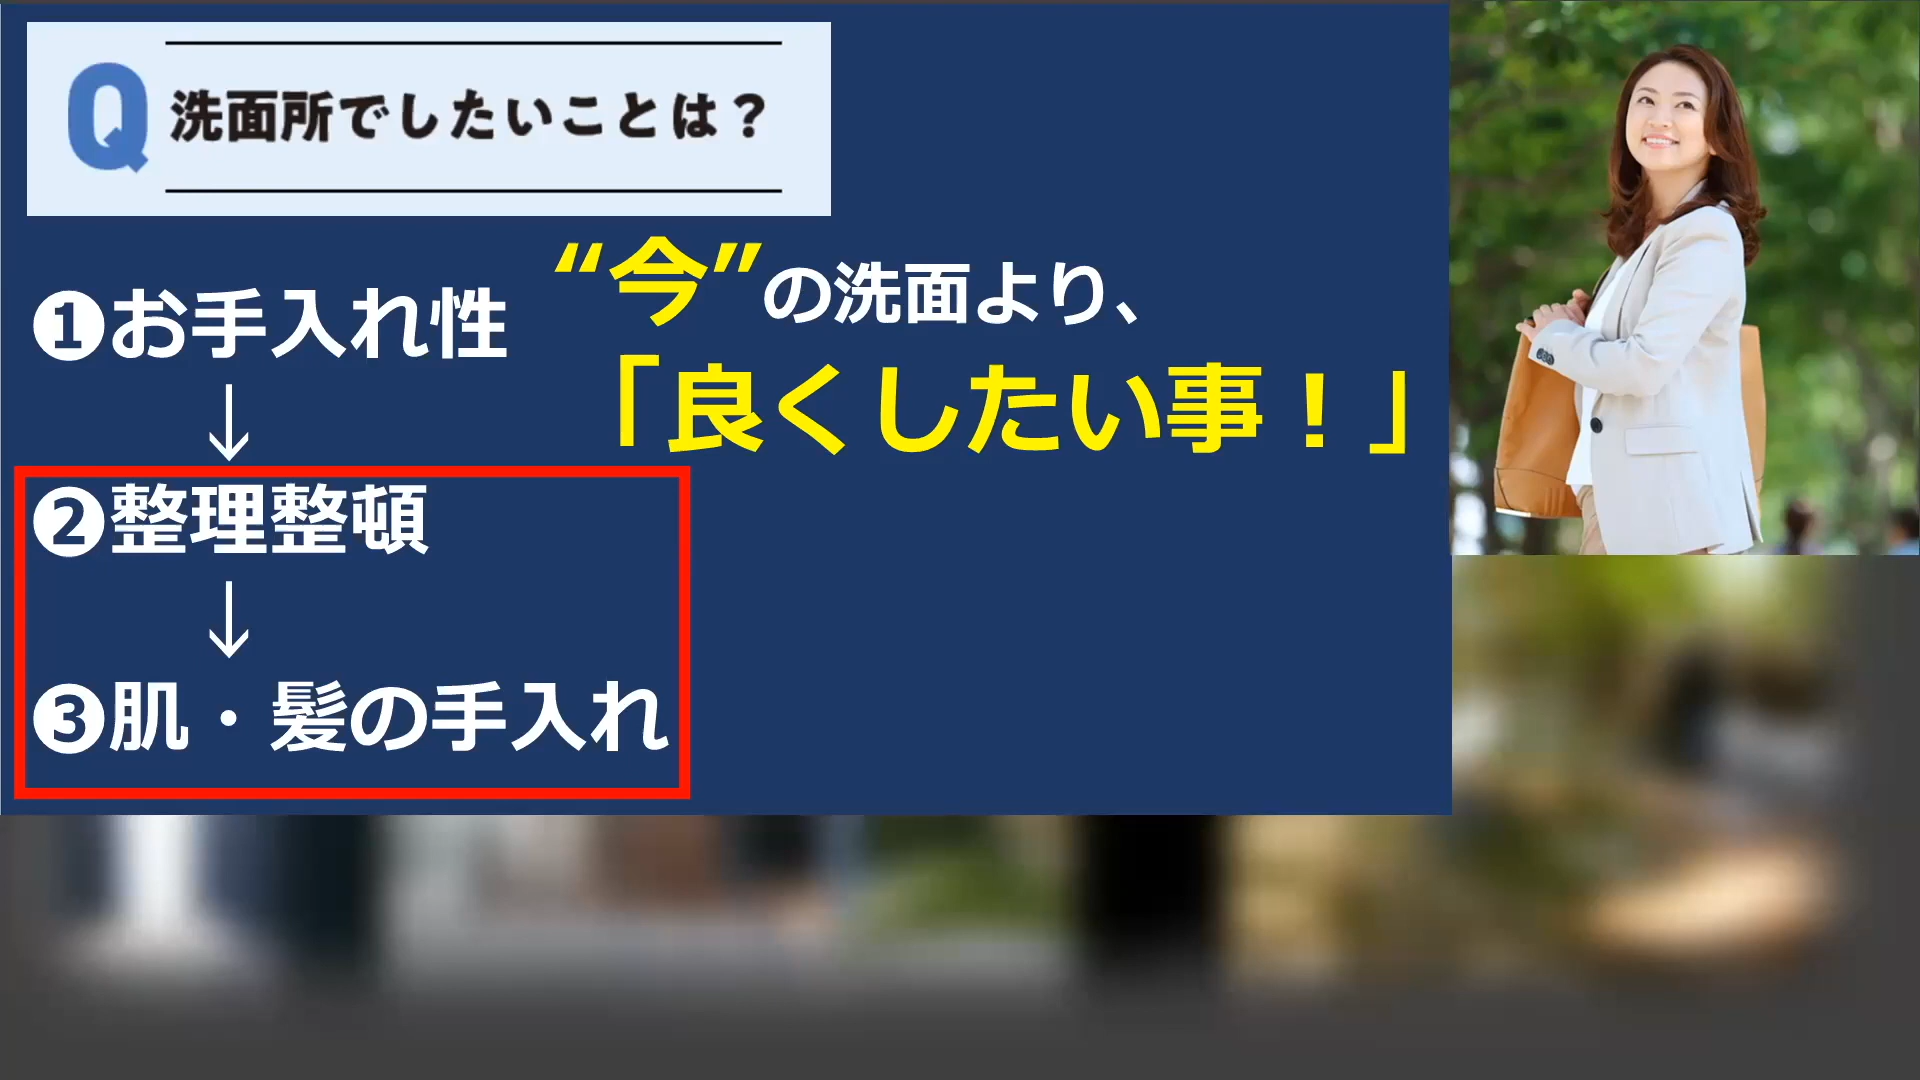 Q 洗面所でしたいことは？
“今”の洗面より、
「良くしたい事！」
❶お手入れ性
↓
❷整理整頓
↓
❸肌・髪の手入れ